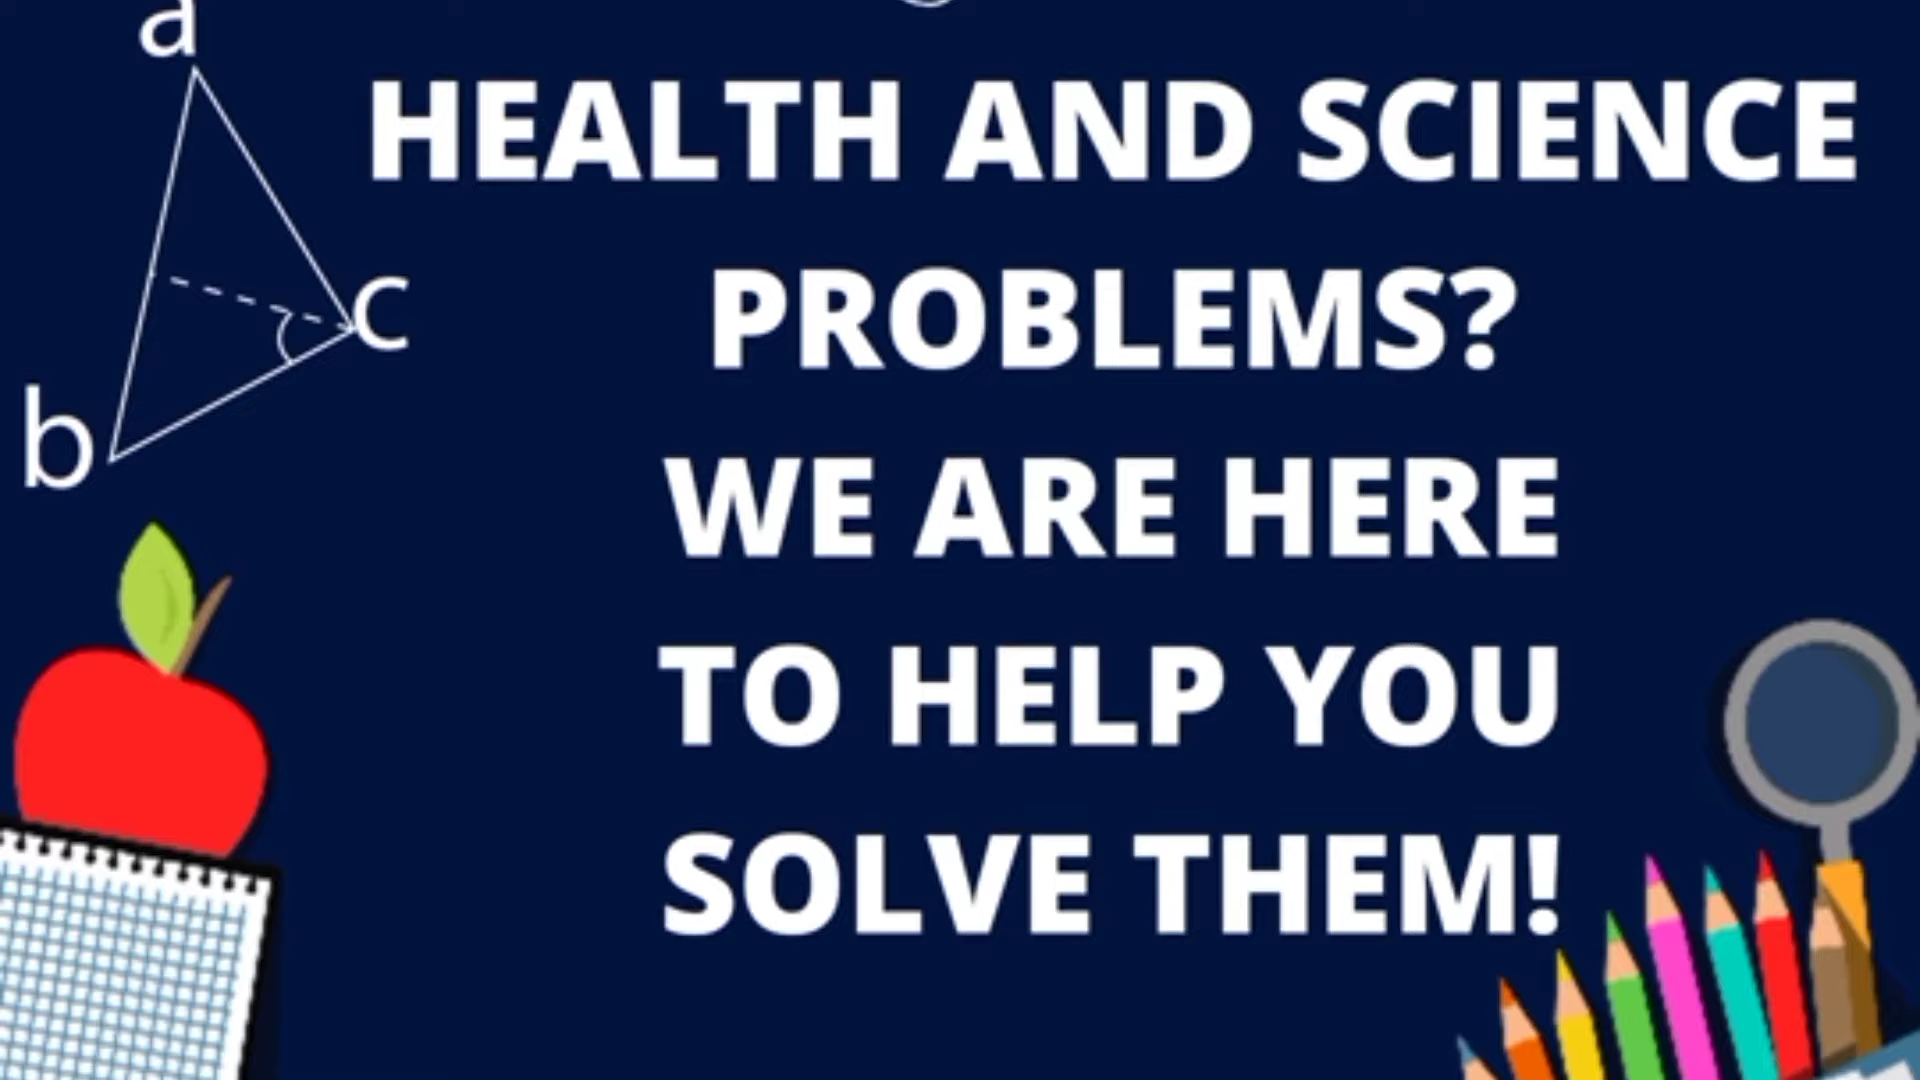 a
HEALTH AND SCIENCE
PROBLEMS?
c
b
WE ARE HERE
TO HELP YOU
SOLVE THEM!